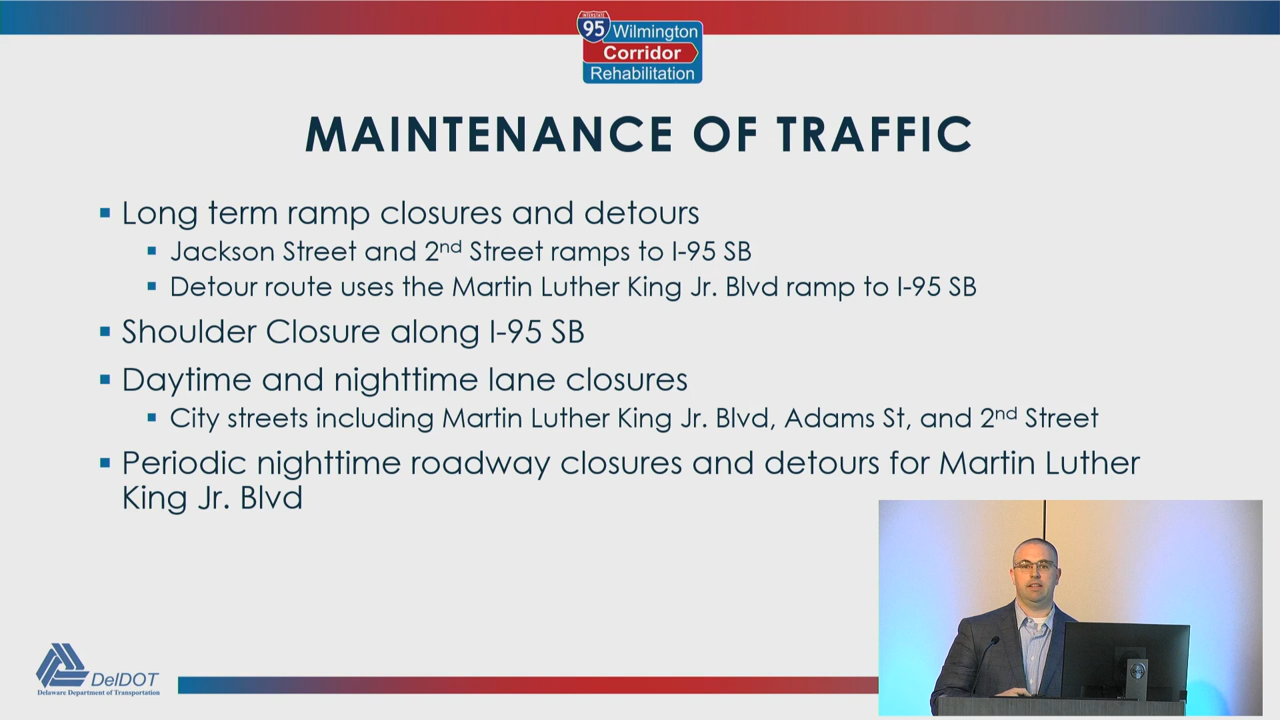 INTERSTATE
95 Wilmington
Corridor
Rehabilitation
MAINTENANCE OF TRAFFIC
Long term ramp closures and detours
Jackson Street and 2nd Street ramps to I-95 SB
Detour route uses the Martin Luther King Jr. Blvd ramp to I-95 SB
Shoulder Closure along I-95 SB
Daytime and nighttime lane closures
City streets including Martin Luther King Jr. Blvd, Adams St, and 2nd Street
Periodic nighttime roadway closures and detours for Martin Luther
King Jr. Blvd
DelDOT
Delaware Department of Transportation